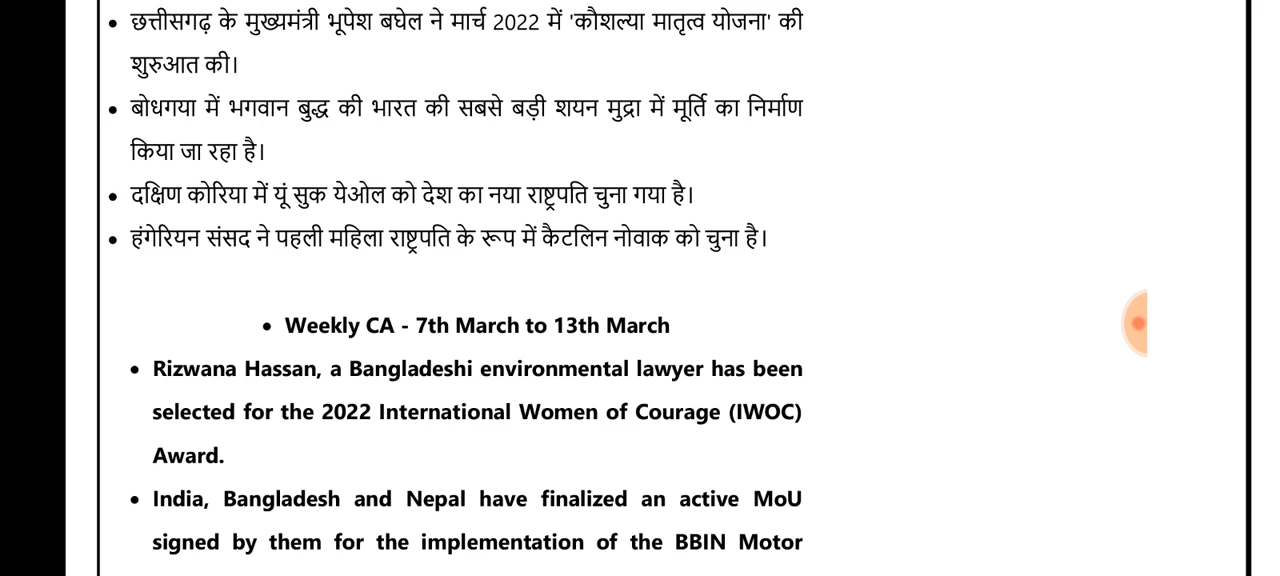 • छत्तीसगढ़ के मुख्यमंत्री भूपेश बघेल ने मार्च 2022 में 'कौशल्या मातृत्व योजना' की
शुरुआत की।
• बोधगया में भगवान बुद्ध की भारत की सबसे बड़ी शयन मुद्रा में मूर्ति का निर्माण
किया जा रहा है।
• दक्षिण कोरिया में यूं सुक येओल को देश का नया राष्ट्रपति चुना गया है।
• हंगेरियन संसद ने पहली महिला राष्ट्रपति के रूप में कैटलिन नोवाक को चुना है।
• Weekly CA - 7th March to 13th March
• Rizwana Hassan, a Bangladeshi environmental lawyer has been
selected for the 2022 International Women of Courage (IWOC)
Award.
• India, Bangladesh and Nepal have finalized an active MoU
signed by them for the implementation of the BBIN Motor